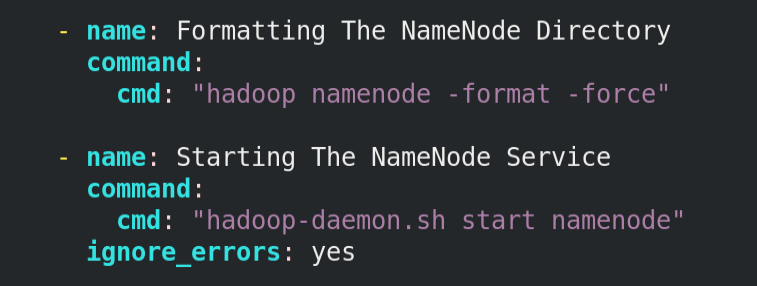 - name: Formatting The NameNode Directory
  command:
    cmd: "hadoop namenode -format -force"

- name: Starting The NameNode Service
  command:
    cmd: "hadoop-daemon.sh start namenode"
  ignore_errors: yes